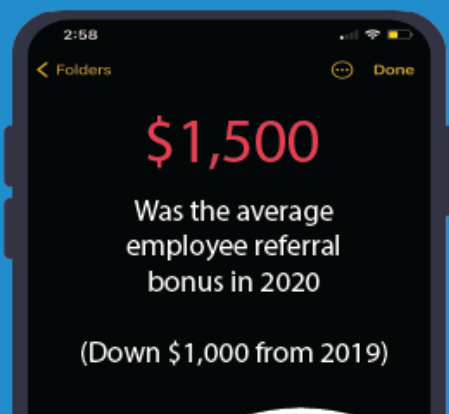 2:58
Folders
Done
$1,500
Was the average
employee referral
bonus in 2020
(Down $1,000 from 2019)